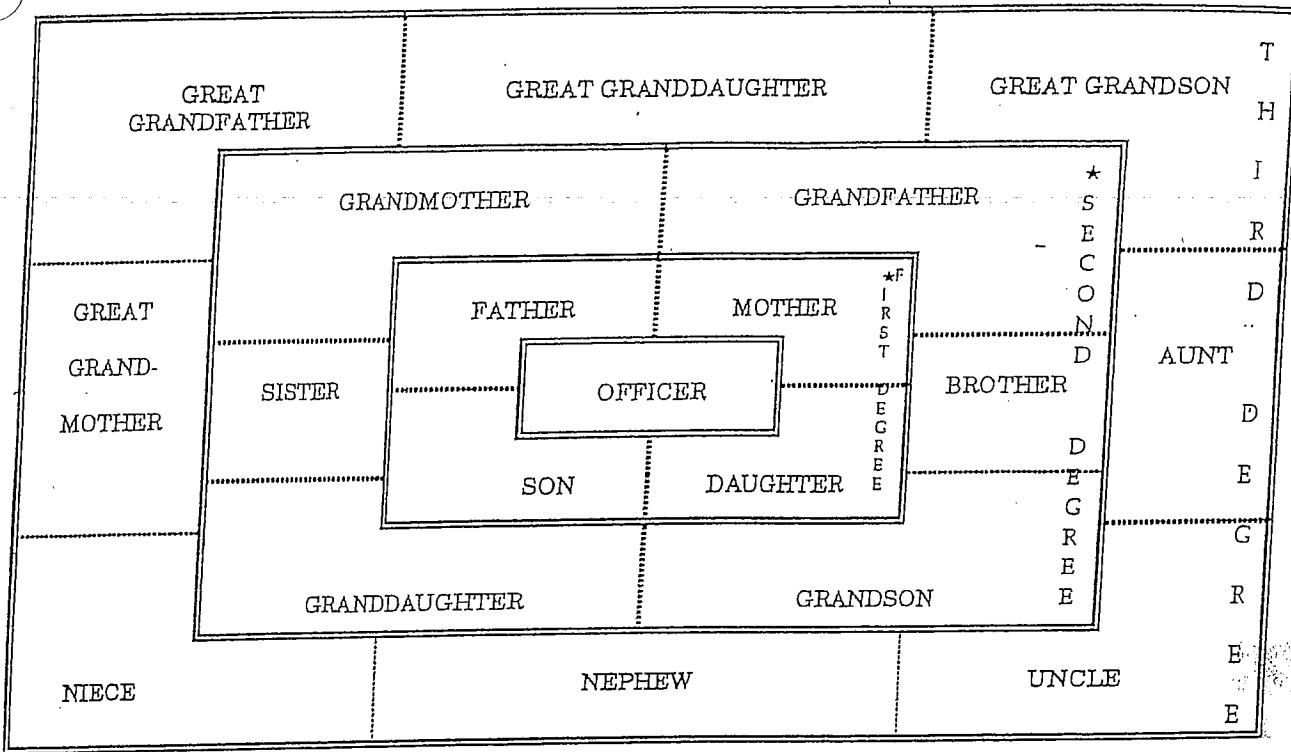 GREAT
GRANDFATHER
GREAT GRANDDAUGHTER
GREAT GRANDSON
GRANDMOTHER
GRANDFATHER
FATHER
MOTHER
GREAT
GRAND-
MOTHER
SISTER
OFFICER
BROTHER
AUNT
SON
DAUGHTER
GRANDDAUGHTER
GRANDSON
NIECE
NEPHEW
UNCLE
*FIRST DEGREE
*SECOND DEGREE
THIRD DEGREE